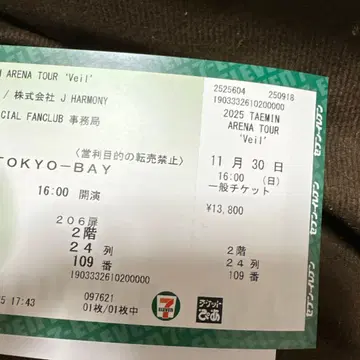 ARENA TOUR 'Veil'
/ 株式会社 J HARMONY
CIAL FANCLUB 事務局
〈営利目的の転売禁止〉
TOKYO-BAY
16:00 開演
206扉
2階
24 列
109 番
1903332610200000
25 17:43
097621
01枚/01枚中
7
ELEVEN
チケット
ぴあ
2525604 250918
1903332610200000
2025 TAEMIN
ARENA TOUR
'Veil'
11 月 30 日
16:00 (日)
一般チケット
¥13,800
2階
24 列
109 番
セブン-イレブン